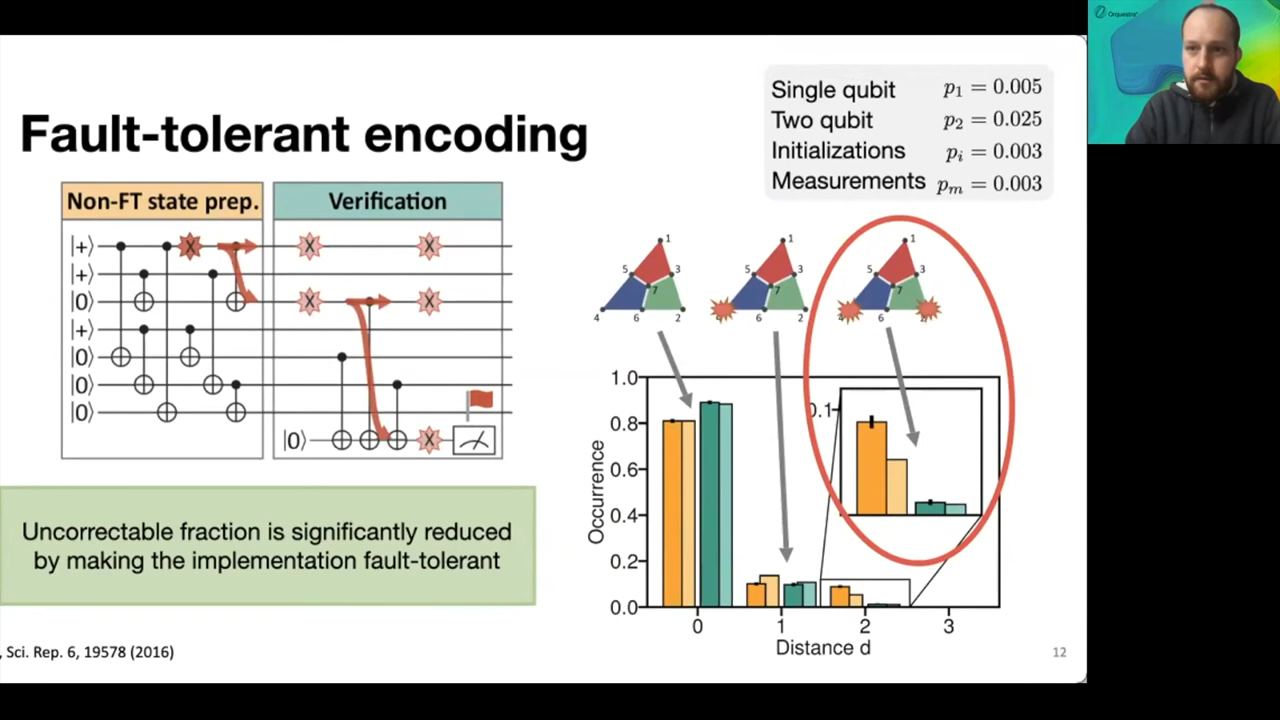 Orquestra
Fault-tolerant encoding
Single qubit p₁ = 0.005
Two qubit p₂ = 0.025
Initializations pᵢ = 0.003
Measurements pₘ = 0.003
Non-FT state prep.
Verification
|+⟩
|+⟩
|0⟩
|+⟩
|0⟩
|0⟩
|0⟩
|0⟩
X
X
X
X
X
X
1
5
3
7
4
6
2
1
5
3
7
6
2
1
5
3
7
6
1.0
0.8
0.6
0.4
0.2
0.0
0.1
Occurrence
0 1 2 3
Distance d
Uncorrectable fraction is significantly reduced
by making the implementation fault-tolerant
, Sci. Rep. 6, 19578 (2016)
12